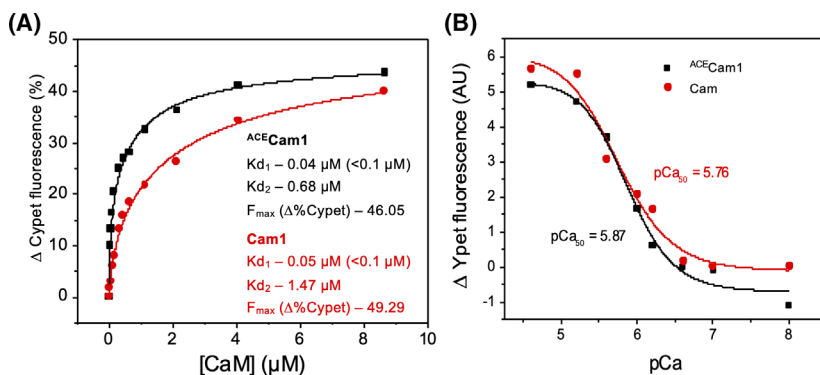 (A)
Δ Cypet fluorescence (%)
50
40
30
20
10
0
ᴬᶜᴱCam1
Kd₁ – 0.04 µM (<0.1 µM)
Kd₂ – 0.68 µM
Fₘₐₓ (Δ%Cypet) – 46.05
Cam1
Kd₁ – 0.05 µM (<0.1 µM)
Kd₂ – 1.47 µM
Fₘₐₓ (Δ%Cypet) – 49.29
0 2 4 6 8 10
[CaM] (µM)
(B)
Δ Ypet fluorescence (AU)
6
5
4
3
2
1
0
-1
ᴬᶜᴱCam1
Cam
pCa₅₀ = 5.76
pCa₅₀ = 5.87
5 6 7 8
pCa